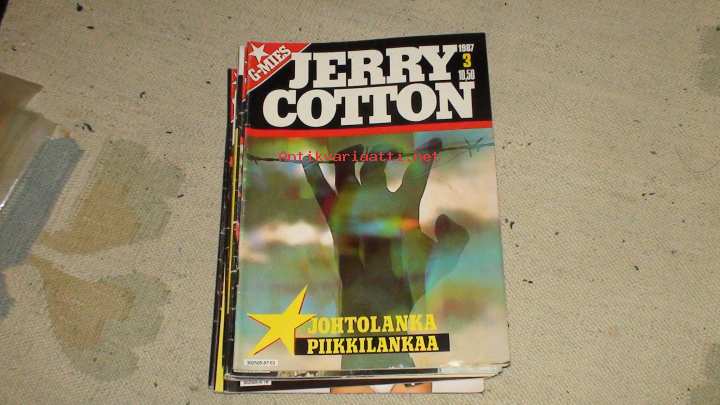 G-MIES
JERRY
COTTON
1987
3
10,50
Antikvariaatti.net
JOHTOLANKA
PIIKKILANKAA